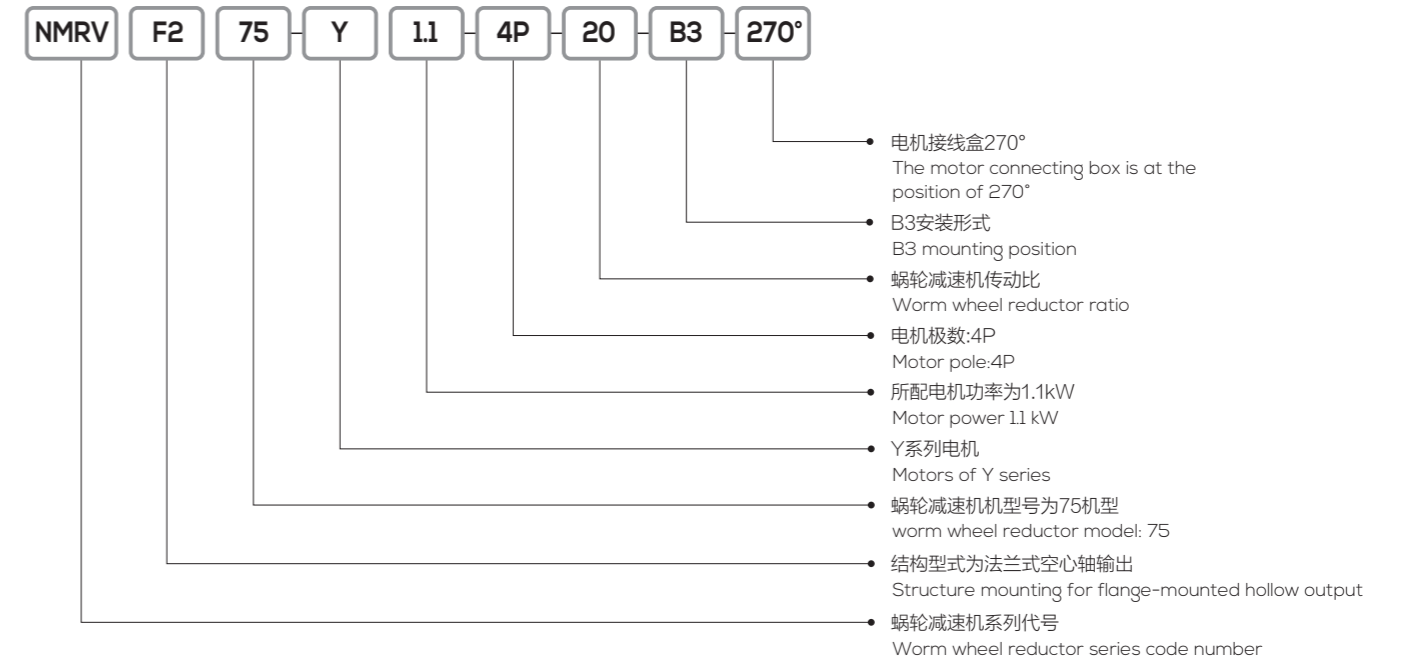 NMRV F2 75-Y 1.1-4P-20-B3-270°
电机接线盒270°
The motor connecting box is at the
position of 270°
B3安装形式
B3 mounting position
蜗轮减速机传动比
Worm wheel reductor ratio
电机极数:4P
Motor pole:4P
所配电机功率为1.1kW
Motor power 1.1 kW
Y系列电机
Motors of Y series
蜗轮减速机机型号为75机型
worm wheel reductor model: 75
结构型式为法兰式空心轴输出
Structure mounting for flange-mounted hollow output
蜗轮减速机系列代号
Worm wheel reductor series code number